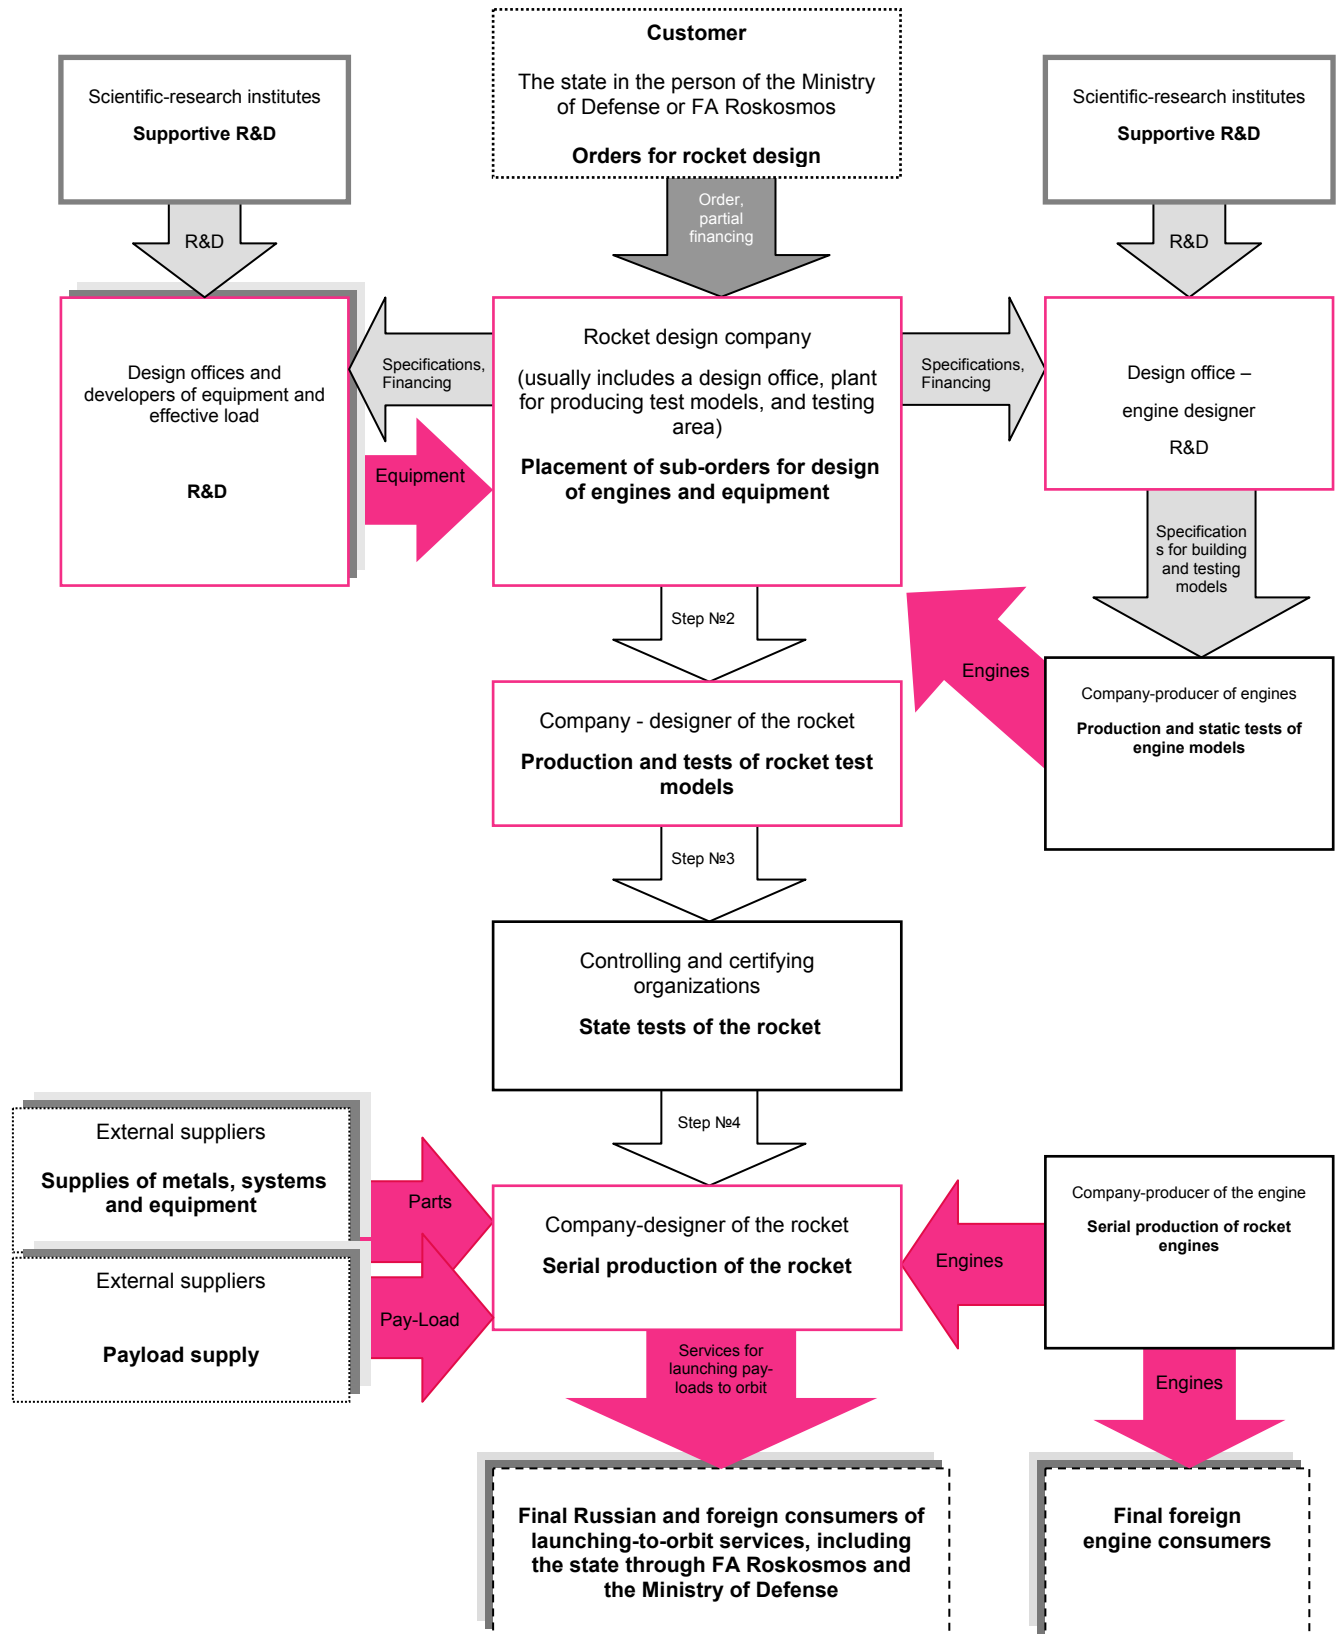 Customer
The state in the person of the Ministry
of Defense or FA Roskosmos
Orders for rocket design
Scientific-research institutes
Supportive R&D
Scientific-research institutes
Supportive R&D
Order,
partial
financing
R&D
R&D
Design offices and
developers of equipment and
effective load
R&D
Specifications,
Financing
Equipment
Rocket design company
(usually includes a design office, plant
for producing test models, and testing
area)
Placement of sub-orders for design
of engines and equipment
Specifications,
Financing
Design office –
engine designer
R&D
Specification
s for building
and testing
models
Step №2
Engines
Company-producer of engines
Production and static tests of
engine models
Company - designer of the rocket
Production and tests of rocket test
models
Step №3
Controlling and certifying
organizations
State tests of the rocket
Step №4
External suppliers
Supplies of metals, systems
and equipment
Parts
External suppliers
Payload supply
Pay-Load
Company-designer of the rocket
Serial production of the rocket
Engines
Company-producer of the engine
Serial production of rocket
engines
Services for
launching pay-
loads to orbit
Engines
Final Russian and foreign consumers of
launching-to-orbit services, including
the state through FA Roskosmos and
the Ministry of Defense
Final foreign
engine consumers